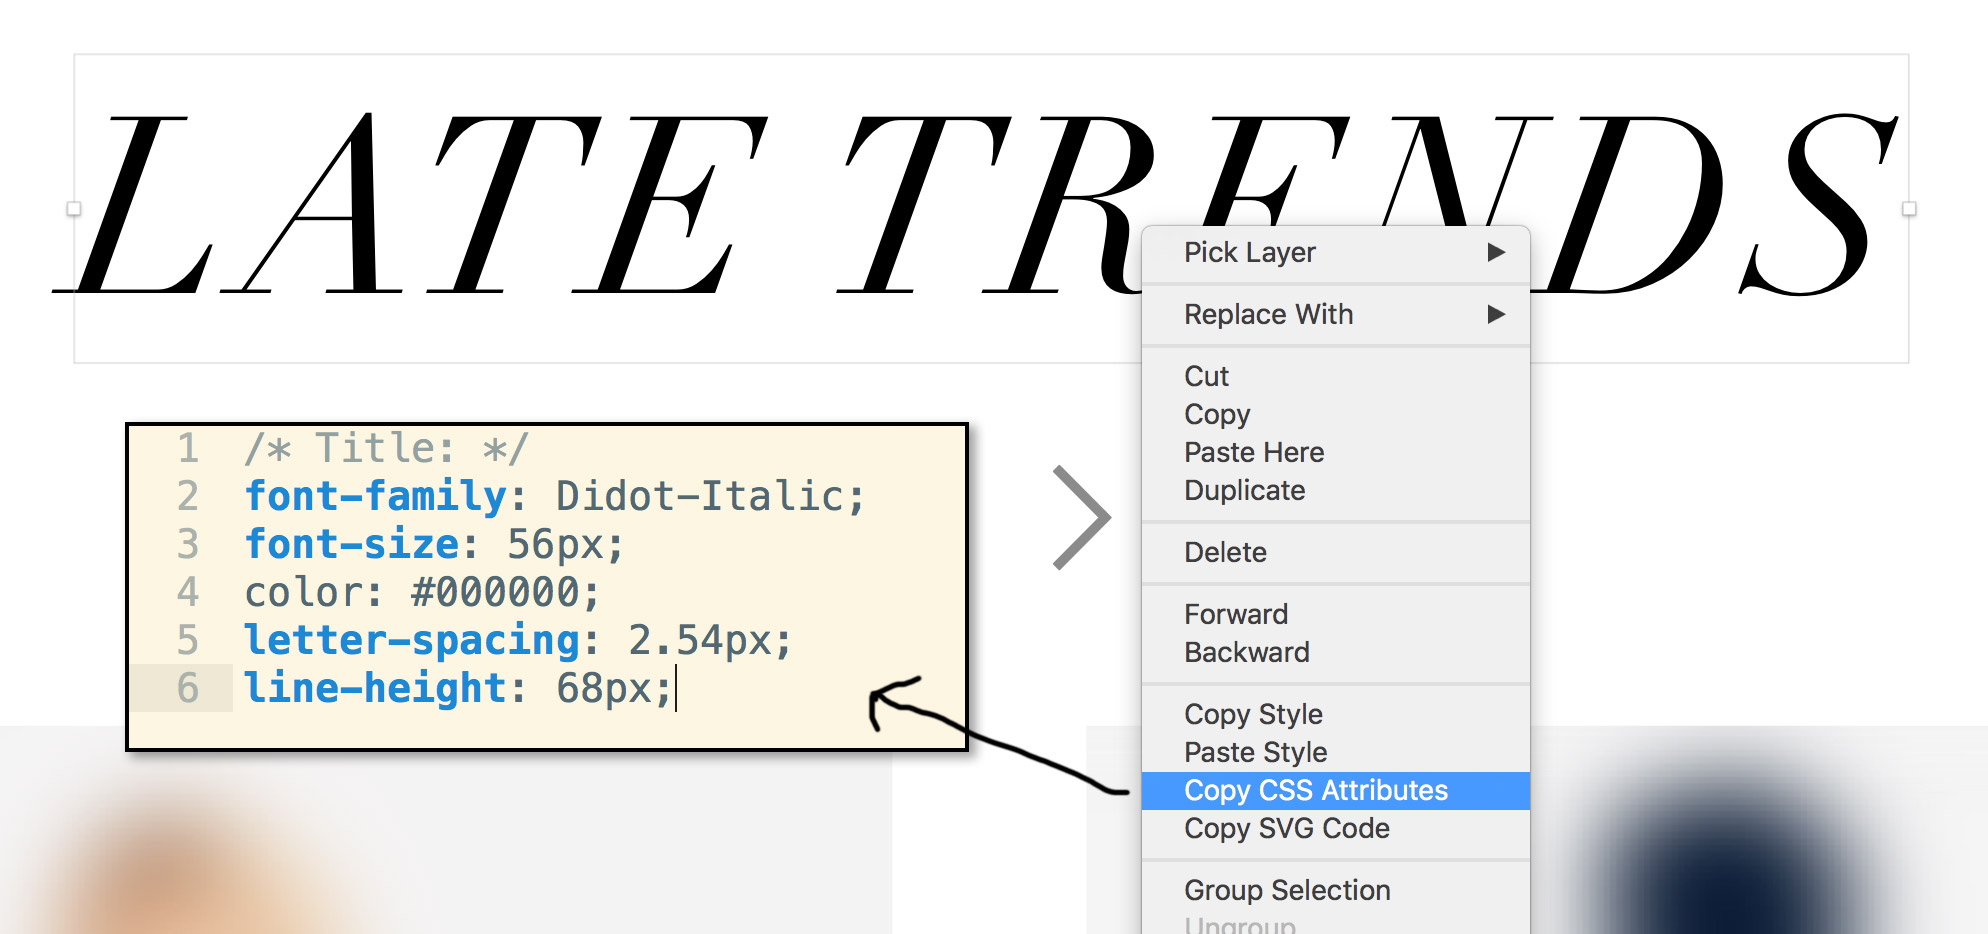 LATE TRENDS
1 /* Title: */
2 font-family: Didot-Italic;
3 font-size: 56px;
4 color: #000000;
5 letter-spacing: 2.54px;
6 line-height: 68px;
Pick Layer
Replace With
Cut
Copy
Paste Here
Duplicate
Delete
Forward
Backward
Copy Style
Paste Style
Copy CSS Attributes
Copy SVG Code
Group Selection
Ungroup